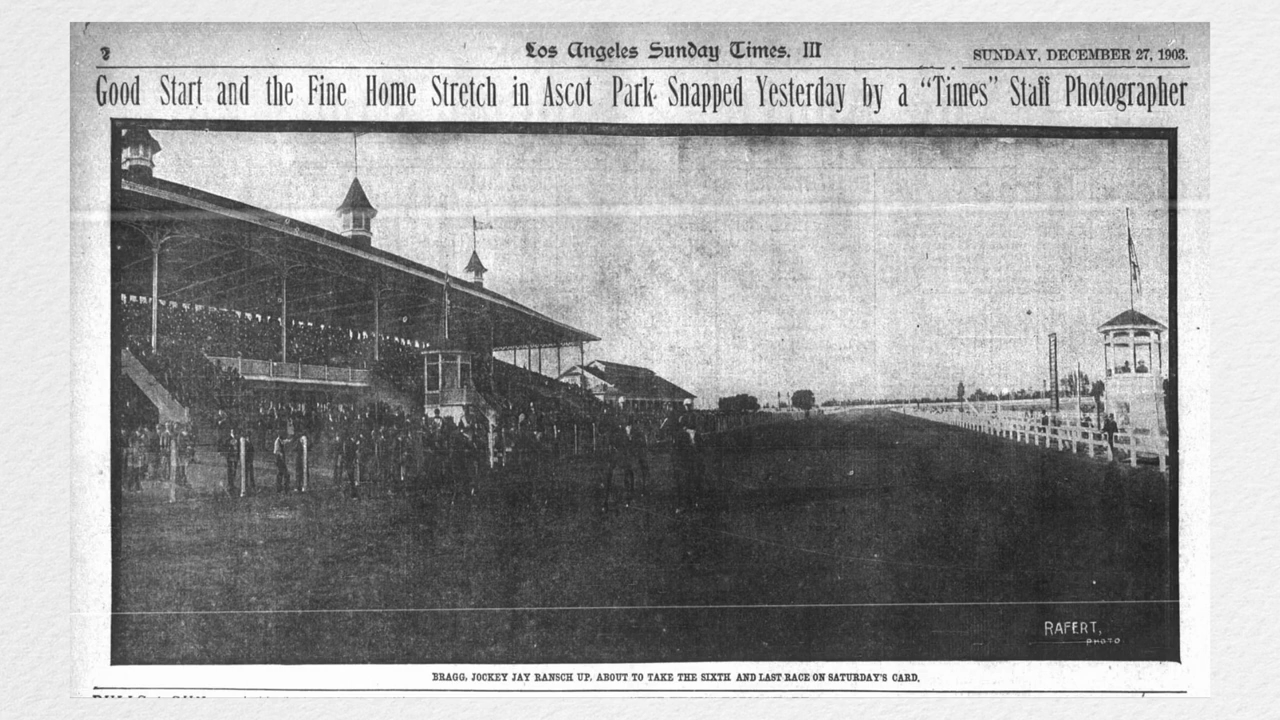 2
Los Angeles Sunday Times. III
SUNDAY, DECEMBER 27, 1903.
Good Start and the Fine Home Stretch in Ascot Park Snapped Yesterday by a "Times" Staff Photographer
RAFERT,
PHOTO
BRAGG, JOCKEY JAY RANSCH UP, ABOUT TO TAKE THE SIXTH AND LAST RACE ON SATURDAY'S CARD.